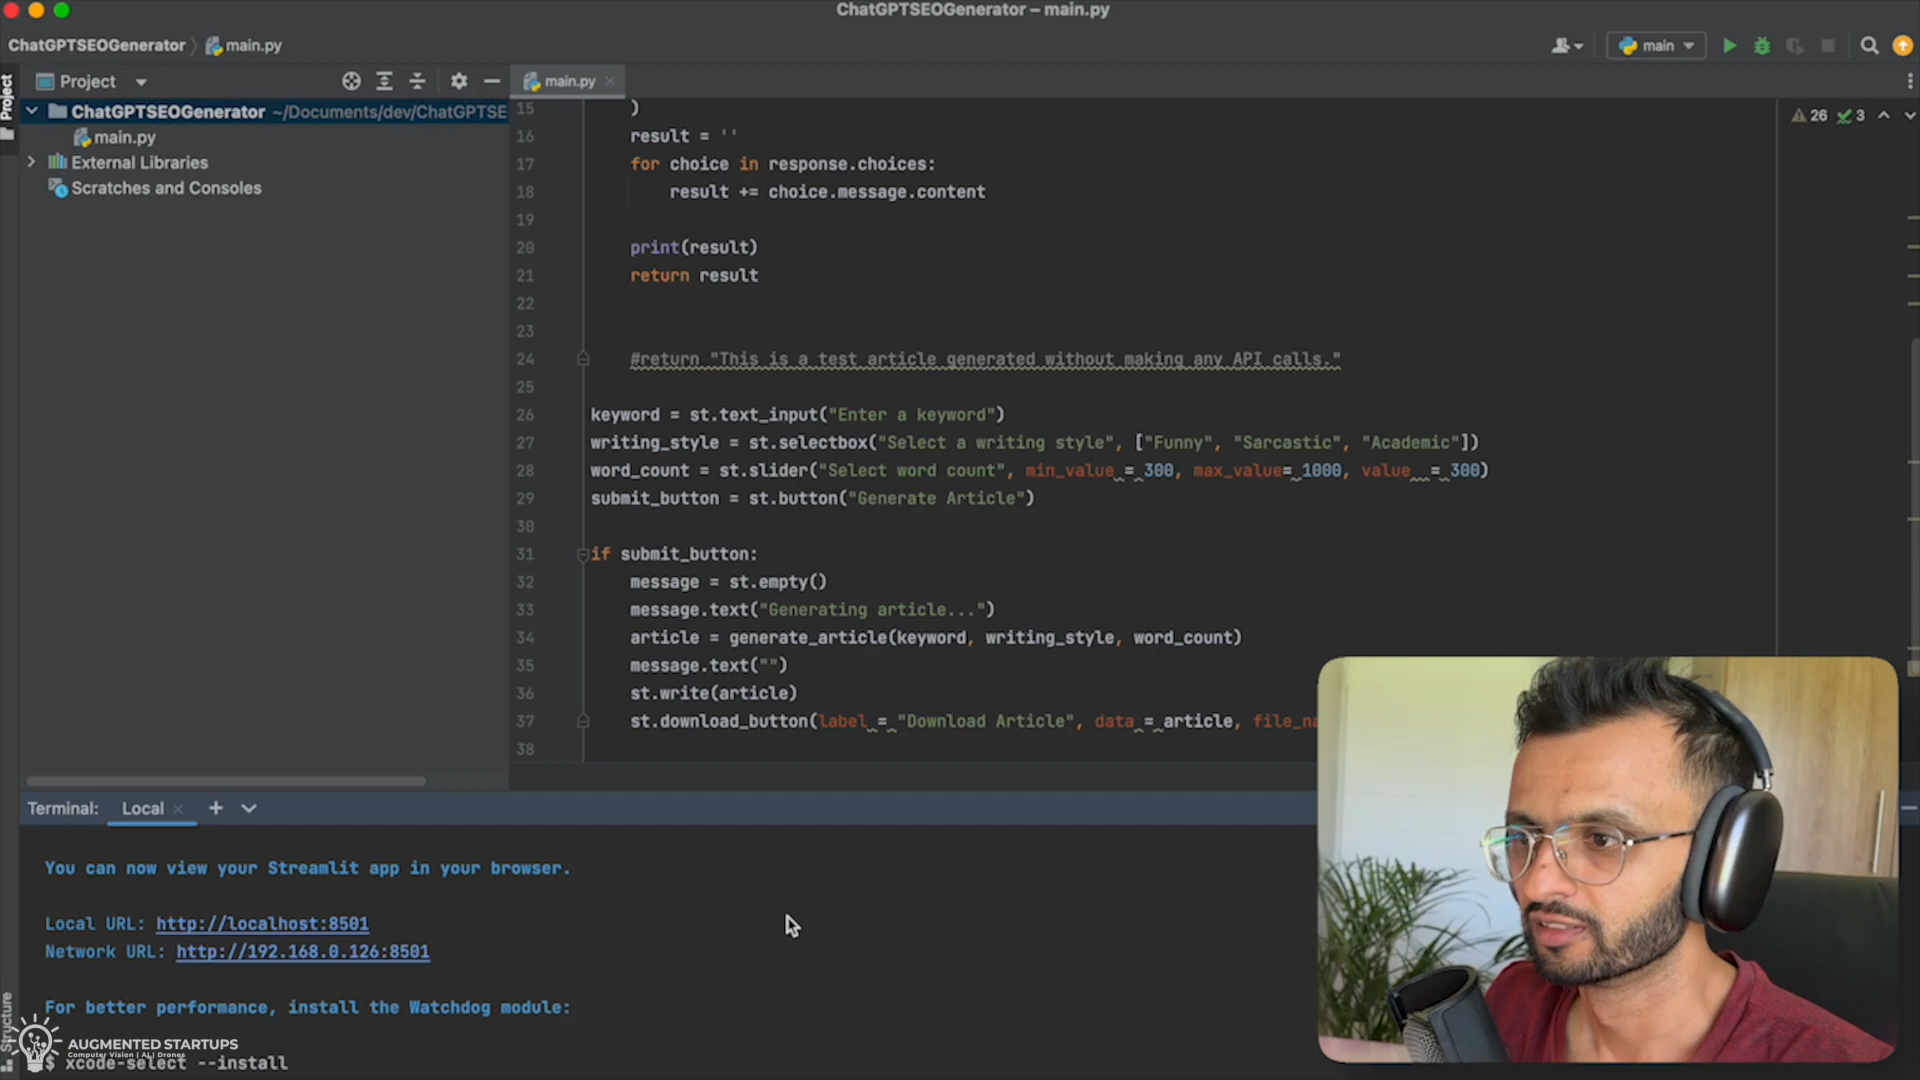 ChatGPTSEOGenerator – main.py
ChatGPTSEOGenerator
main.py
main
Project
Project
ChatGPTSEOGenerator ~/Documents/dev/ChatGPTSE
main.py
External Libraries
Scratches and Consoles
main.py
26
3
15 )
16 result = ''
17 for choice in response.choices:
18 result += choice.message.content
19
20 print(result)
21 return result
22
23
24 #return "This is a test article generated without making any API calls."
25
26 keyword = st.text_input("Enter a keyword")
27 writing_style = st.selectbox("Select a writing style", ["Funny", "Sarcastic", "Academic"])
28 word_count = st.slider("Select word count", min_value = 300, max_value= 1000, value = 300)
29 submit_button = st.button("Generate Article")
30
31 if submit_button:
32 message = st.empty()
33 message.text("Generating article...")
34 article = generate_article(keyword, writing_style, word_count)
35 message.text("")
36 st.write(article)
37 st.download_button(label = "Download Article", data = article, file_na
38
Terminal: Local
You can now view your Streamlit app in your browser.
Local URL: http://localhost:8501
Network URL: http://192.168.0.126:8501
For better performance, install the Watchdog module:
Structure
AUGMENTED STARTUPS
Computer Vision | AI | Drones
$ xcode-select --install